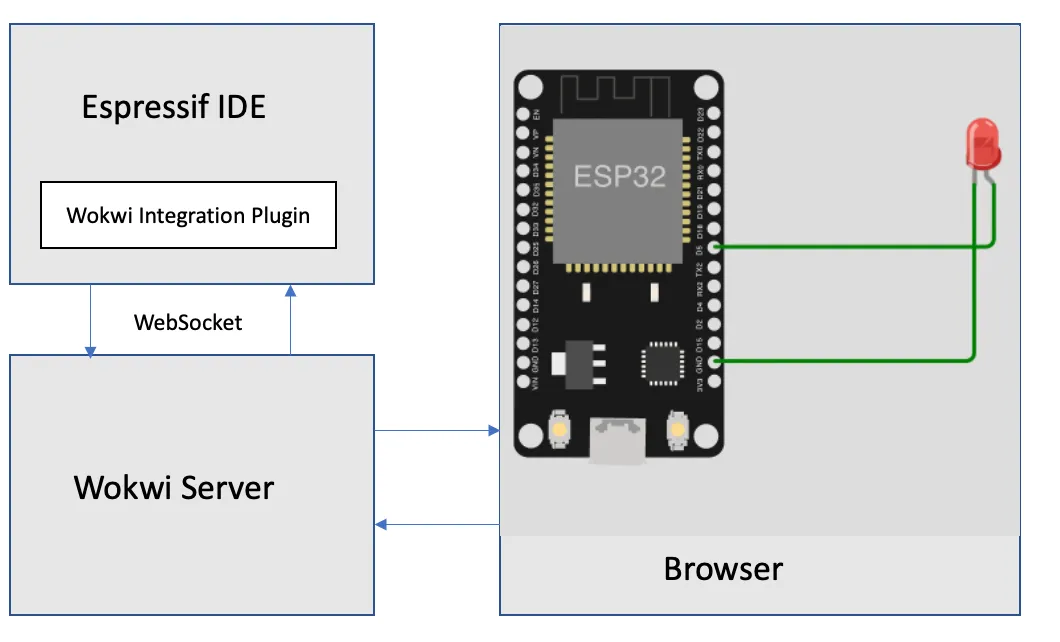 Espressif IDE
Wokwi Integration Plugin
WebSocket
Wokwi Server
ESP32
EN
VP
VN
D34
D35
D32
D33
D25
D26
D27
D14
D12
D13
GND
VIN
D23
D22
TX0
RX0
D21
D19
D18
D5
TX2
RX2
D4
D2
D15
GND
3V3
Browser